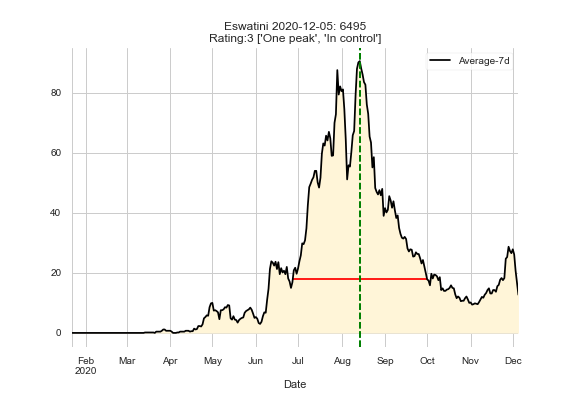 Eswatini 2020-12-05: 6495
Rating:3 ['One peak', 'In control']
Average-7d
80
60
40
20
0
Feb Mar Apr May Jun Jul Aug Sep Oct Nov Dec
2020
Date